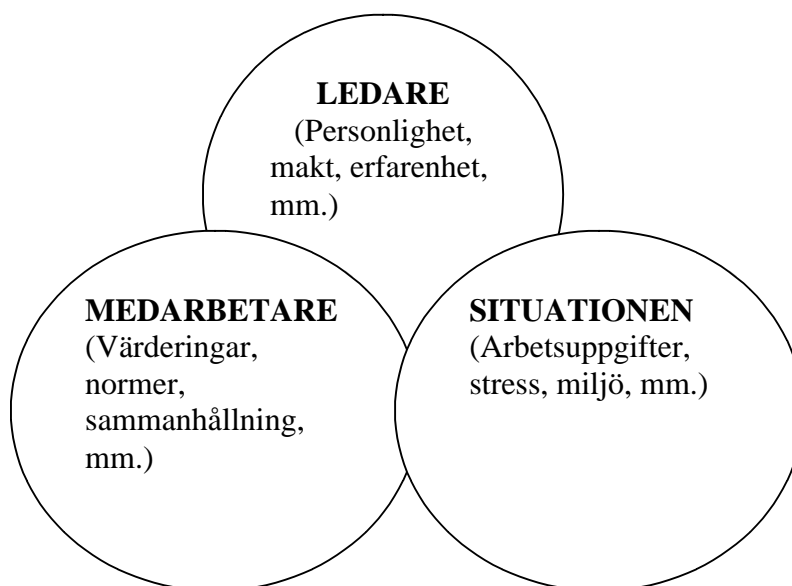 LEDARE
(Personlighet,
makt, erfarenhet,
mm.)
MEDARBETARE
(Värderingar,
normer,
sammanhållning,
mm.)
SITUATIONEN
(Arbetsuppgifter,
stress, miljö, mm.)